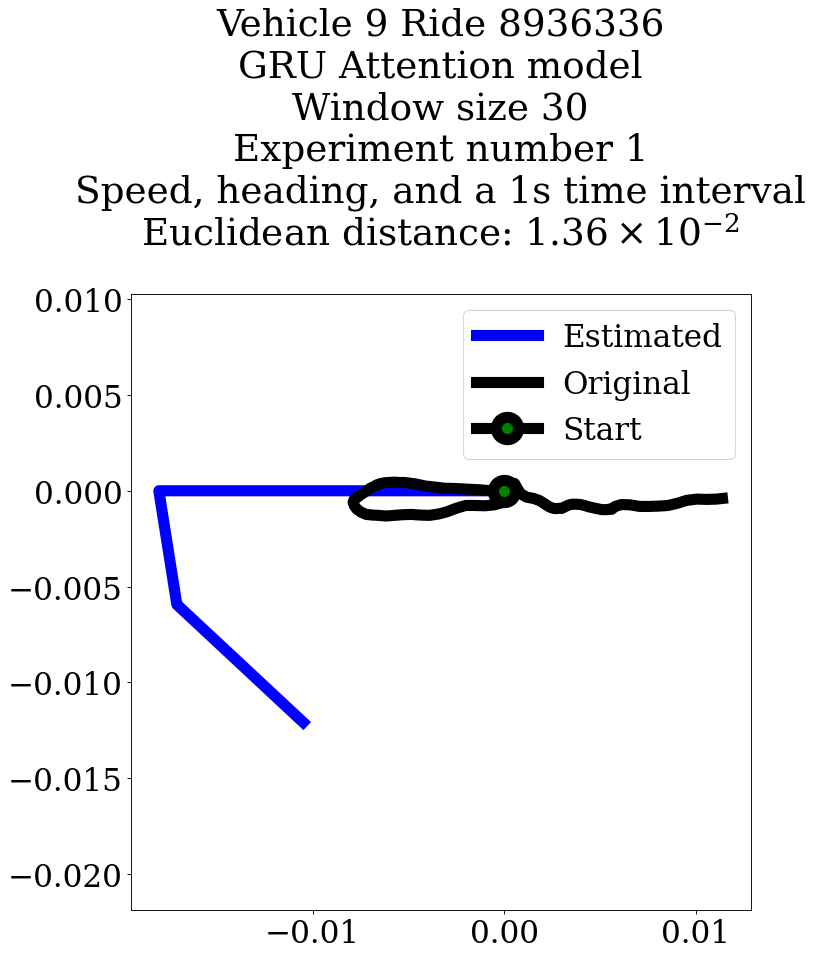 Vehicle 9 Ride 8936336
GRU Attention model
Window size 30
Experiment number 1
Speed, heading, and a 1s time interval
Euclidean distance: 1.36 × 10⁻²
0.010
Estimated
0.005
Original
Start
0.000
−0.005
−0.010
−0.015
−0.020
−0.01
0.00
0.01